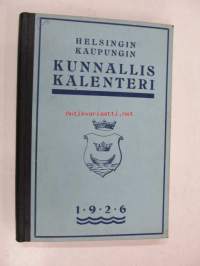 HELSINGIN
KAUPUNGIN
KUNNALLIS
KALENTERI
1·9·2·6